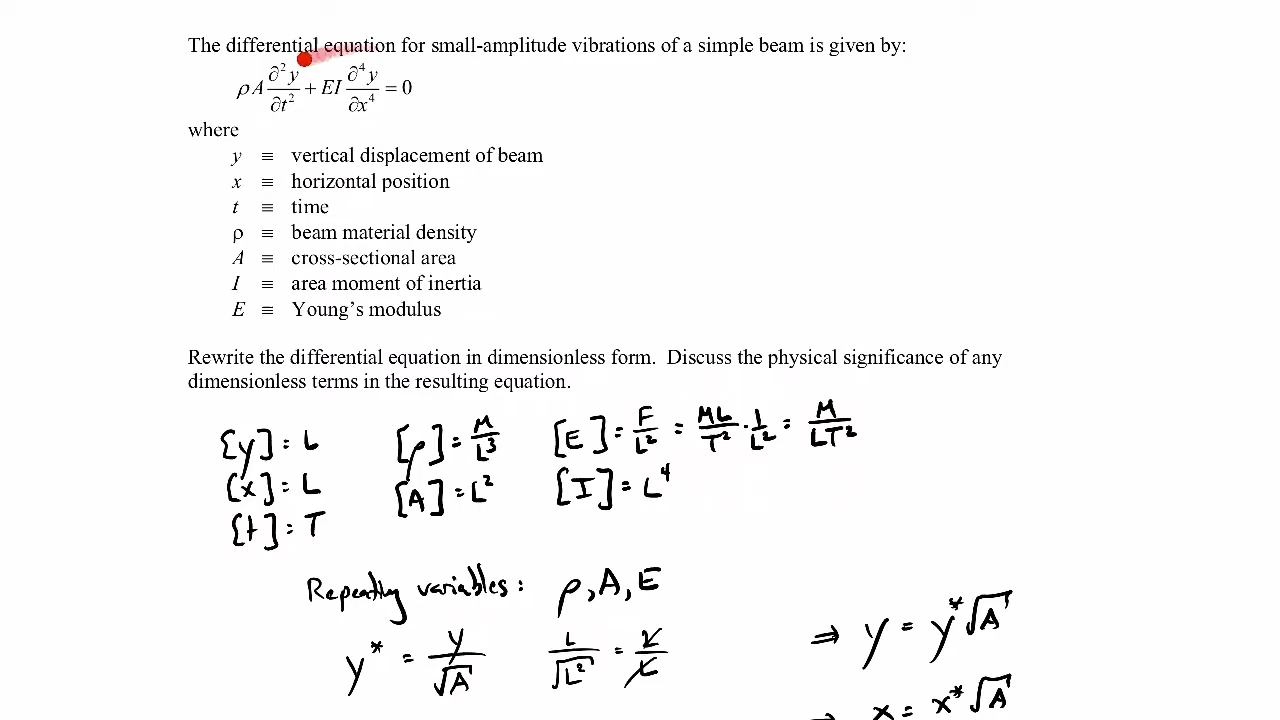 The differential equation for small-amplitude vibrations of a simple beam is given by:
ρA ∂²y/∂t² + EI ∂⁴y/∂x⁴ = 0
where
y ≡ vertical displacement of beam
x ≡ horizontal position
t ≡ time
ρ ≡ beam material density
A ≡ cross-sectional area
I ≡ area moment of inertia
E ≡ Young’s modulus
Rewrite the differential equation in dimensionless form. Discuss the physical significance of any
dimensionless terms in the resulting equation.
[y] = L [ρ] = M/L³ [E] = F/L² = ML/T² · 1/L² = M/LT²
[x] = L [A] = L² [I] = L⁴
[t] = T
Repeating variables: ρ, A, E
y* = y/√A L/√L² = L/L ⇒ y = y*√A
⇒ x = x*√A